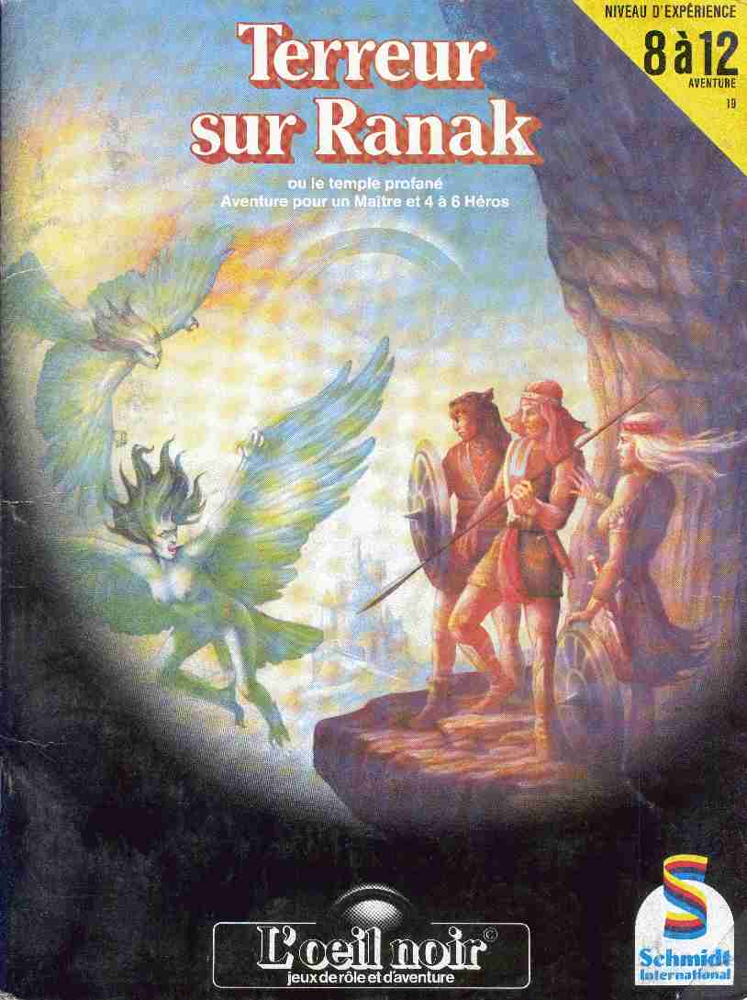 NIVEAU D'EXPÉRIENCE
8 à 12
AVENTURE
19
Terreur
sur Ranak
ou le temple profané
Aventure pour un Maître et 4 à 6 Héros
L'oeil noir©
jeux de rôle et d'aventure
S
Schmidt
International